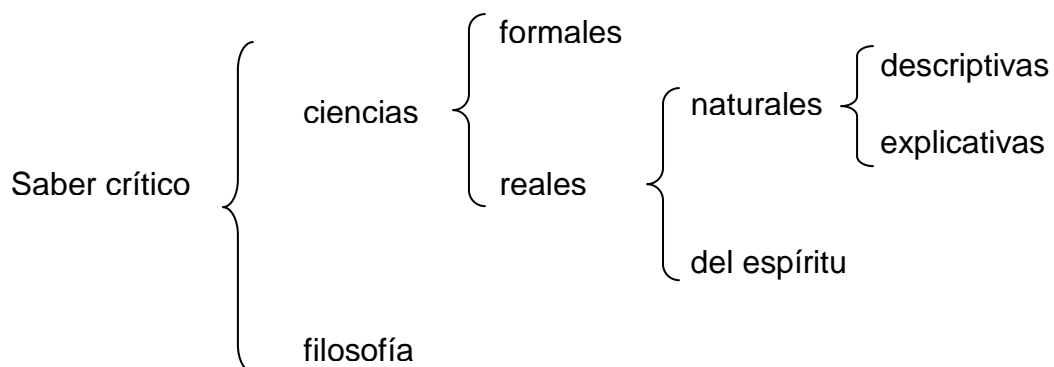 Saber crítico
ciencias
formales
reales
naturales
descriptivas
explicativas
del espíritu
filosofía